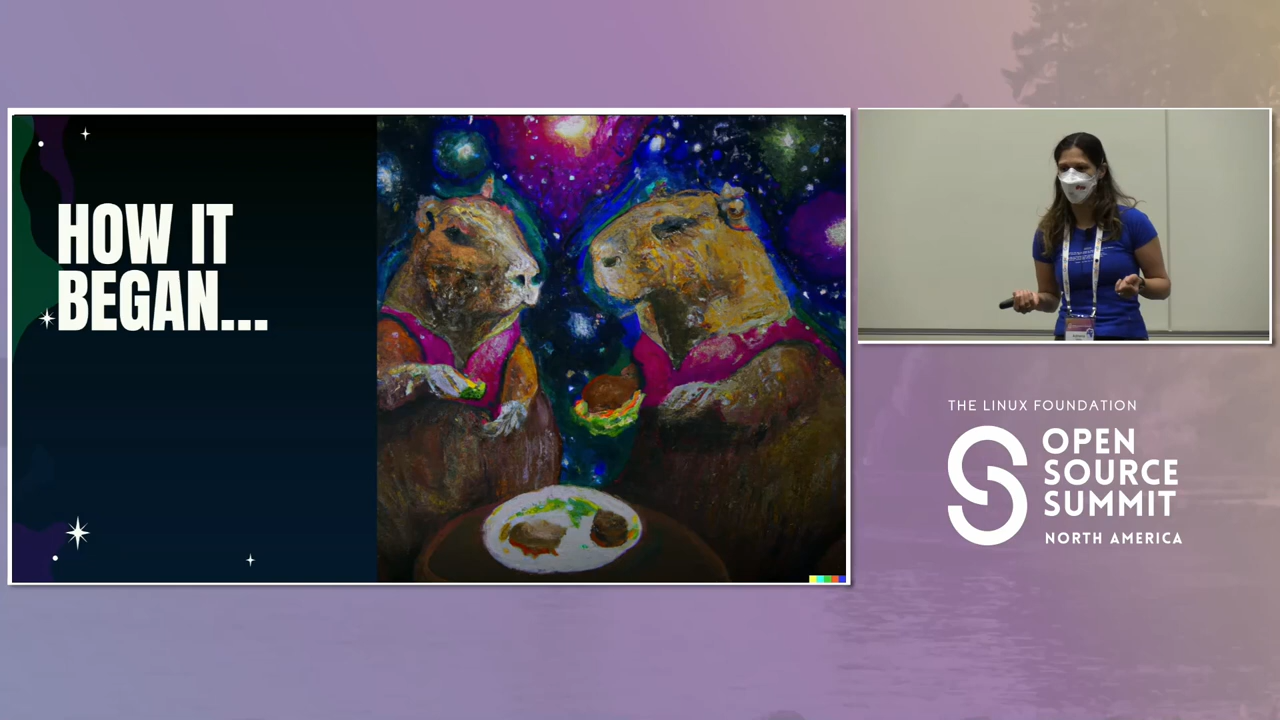 HOW IT
BEGAN...
THE LINUX FOUNDATION
OPEN
SOURCE
SUMMIT
NORTH AMERICA